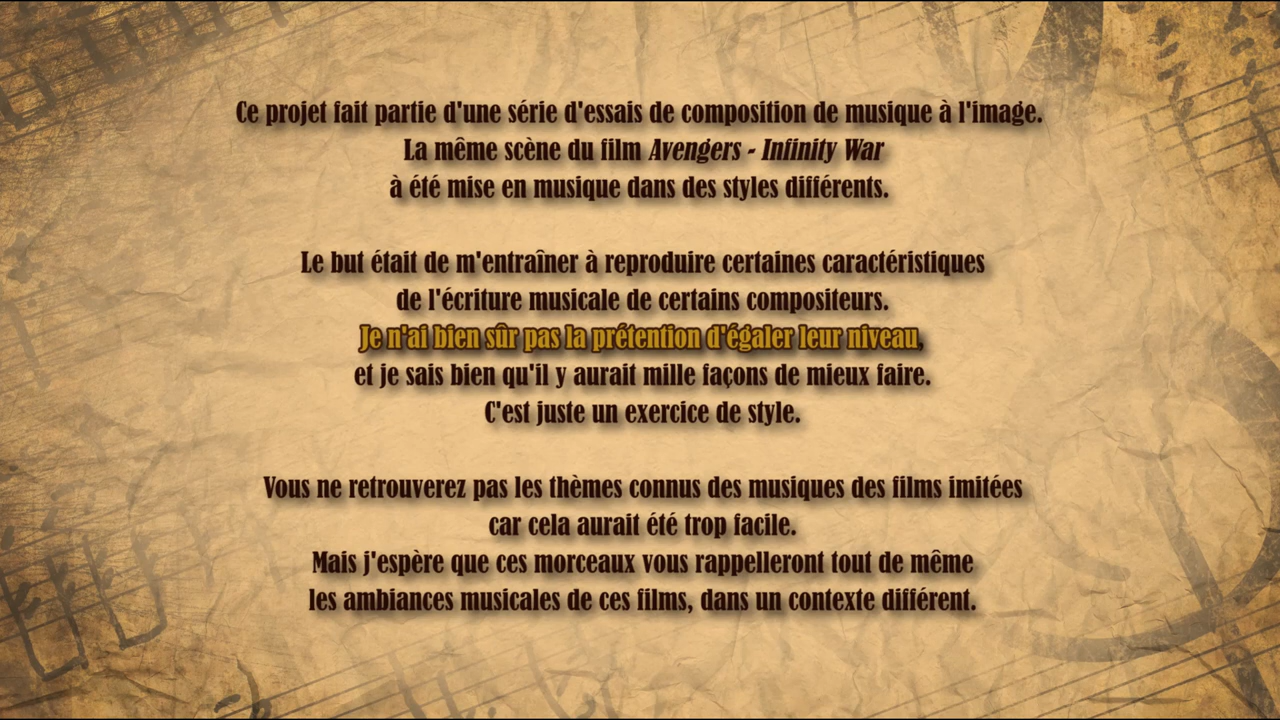 Ce projet fait partie d'une série d'essais de composition de musique à l'image.
La même scène du film Avengers - Infinity War
à été mise en musique dans des styles différents.
Le but était de m'entraîner à reproduire certaines caractéristiques
de l'écriture musicale de certains compositeurs.
Je n'ai bien sûr pas la prétention d'égaler leur niveau,
et je sais bien qu'il y aurait mille façons de mieux faire.
C'est juste un exercice de style.
Vous ne retrouverez pas les thèmes connus des musiques des films imitées
car cela aurait été trop facile.
Mais j'espère que ces morceaux vous rappelleront tout de même
les ambiances musicales de ces films, dans un contexte différent.